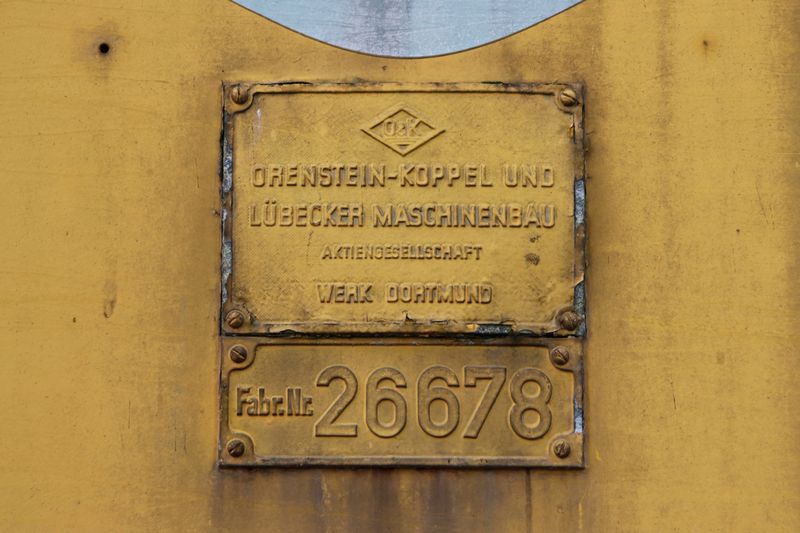 O&K
ORENSTEIN-KOPPEL UND
LÜBECKER MASCHINENBAU
AKTIENGESELLSCHAFT
WERK DORTMUND
Fabr.Nr. 26678